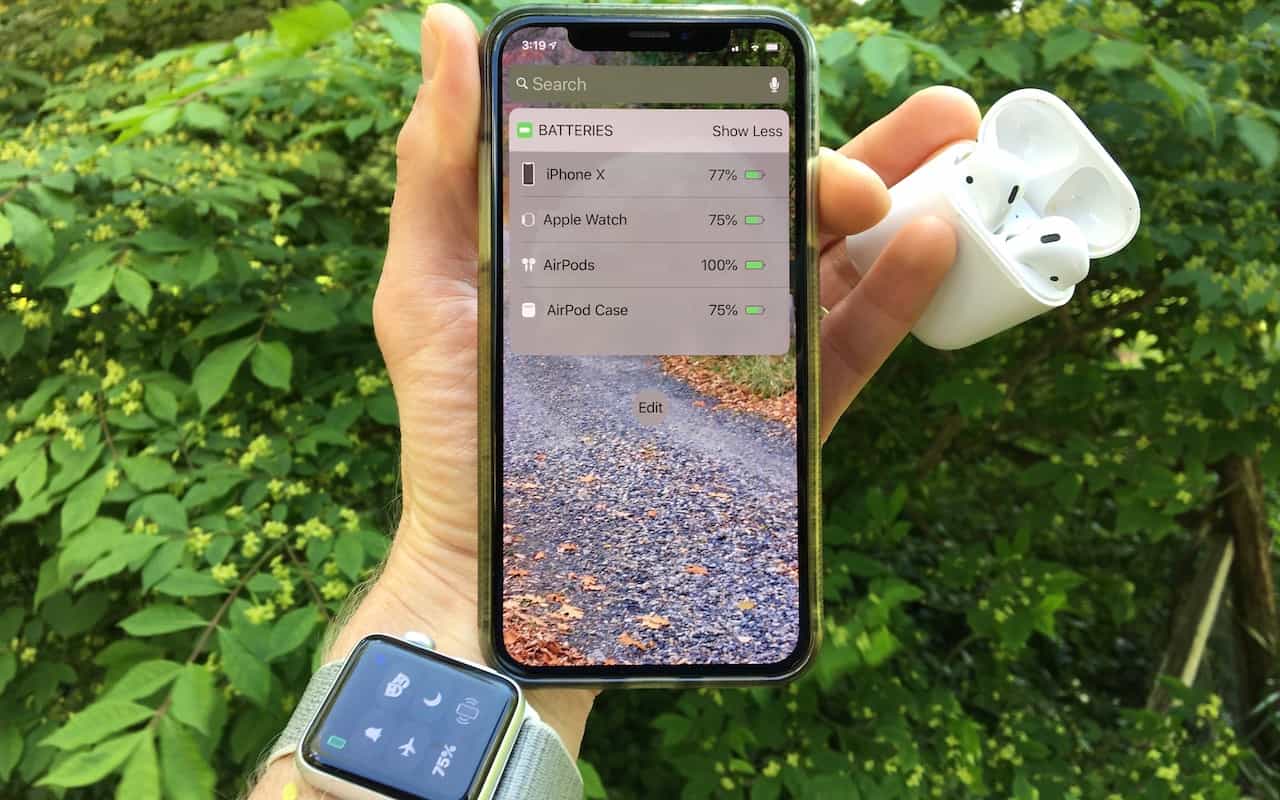 3:19
Search
BATTERIES Show Less
iPhone X 77%
Apple Watch 75%
AirPods 100%
AirPod Case 75%
Edit
75%